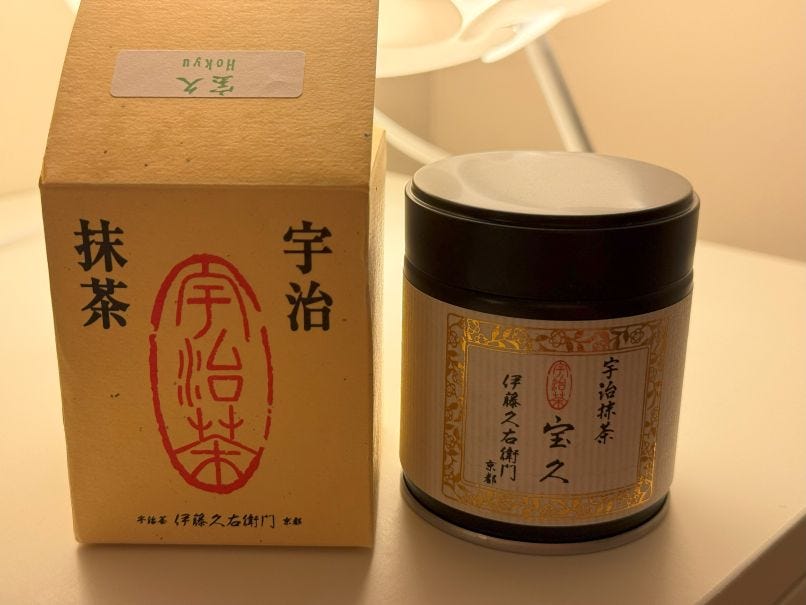 宝久
Hokyu
宇治
抹茶
宇治茶
宇治茶 伊藤久右衛門 京都
宇治抹茶
宇治茶
宝久
伊藤久右衛門
京都